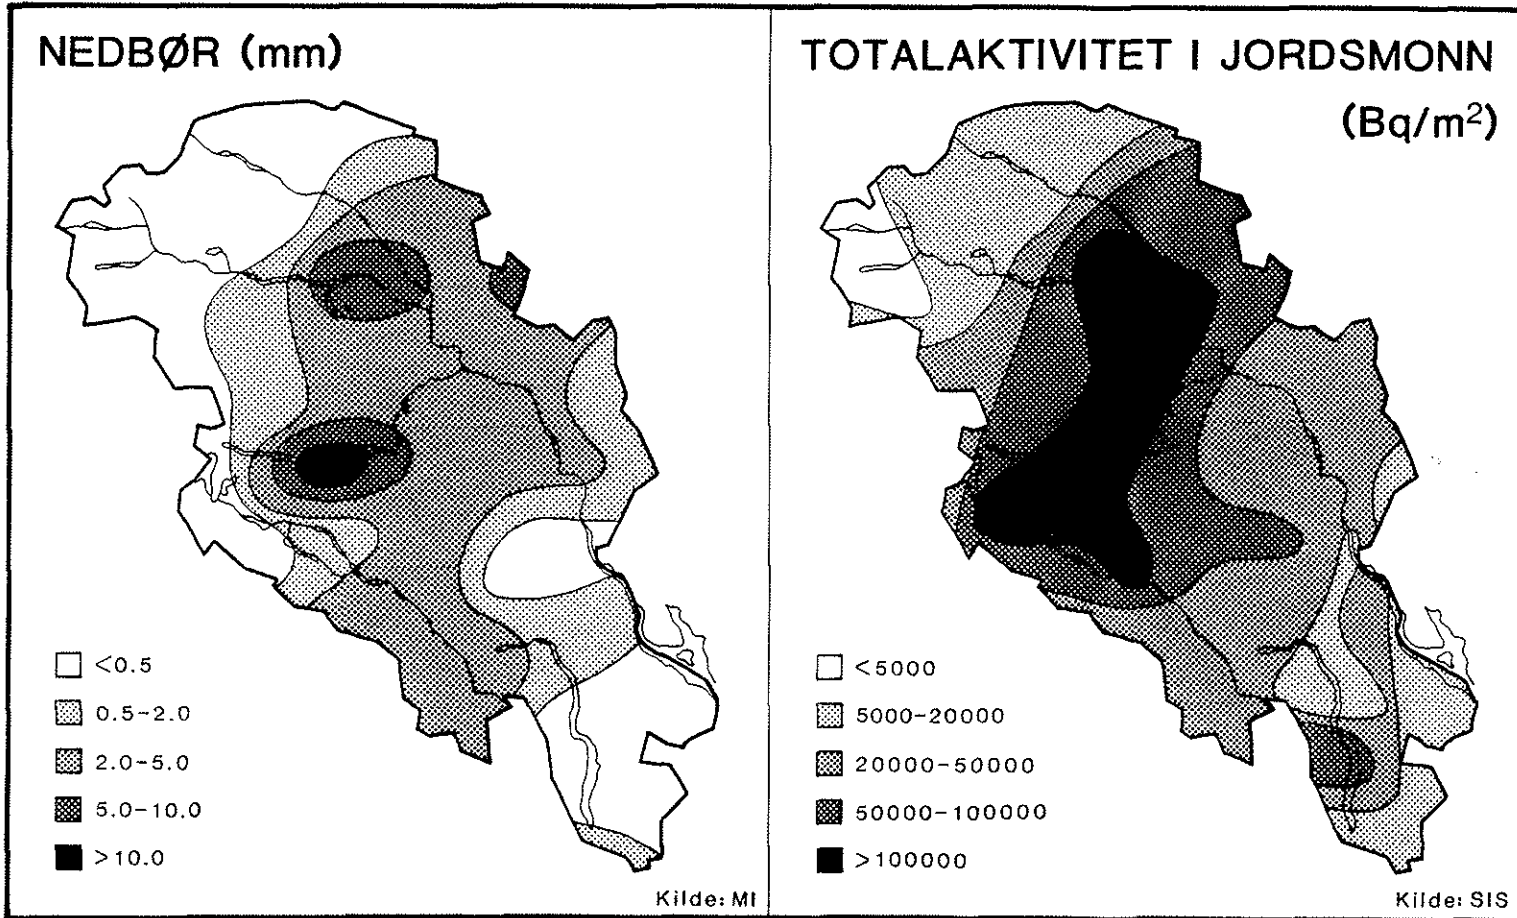 NEDBØR (mm)
<0.5
0.5-2.0
2.0-5.0
5.0-10.0
>10.0
Kilde: MI
TOTALAKTIVITET I JORDSMONN
(Bq/m²)
<5000
5000-20000
20000-50000
50000-100000
>100000
Kilde: SIS